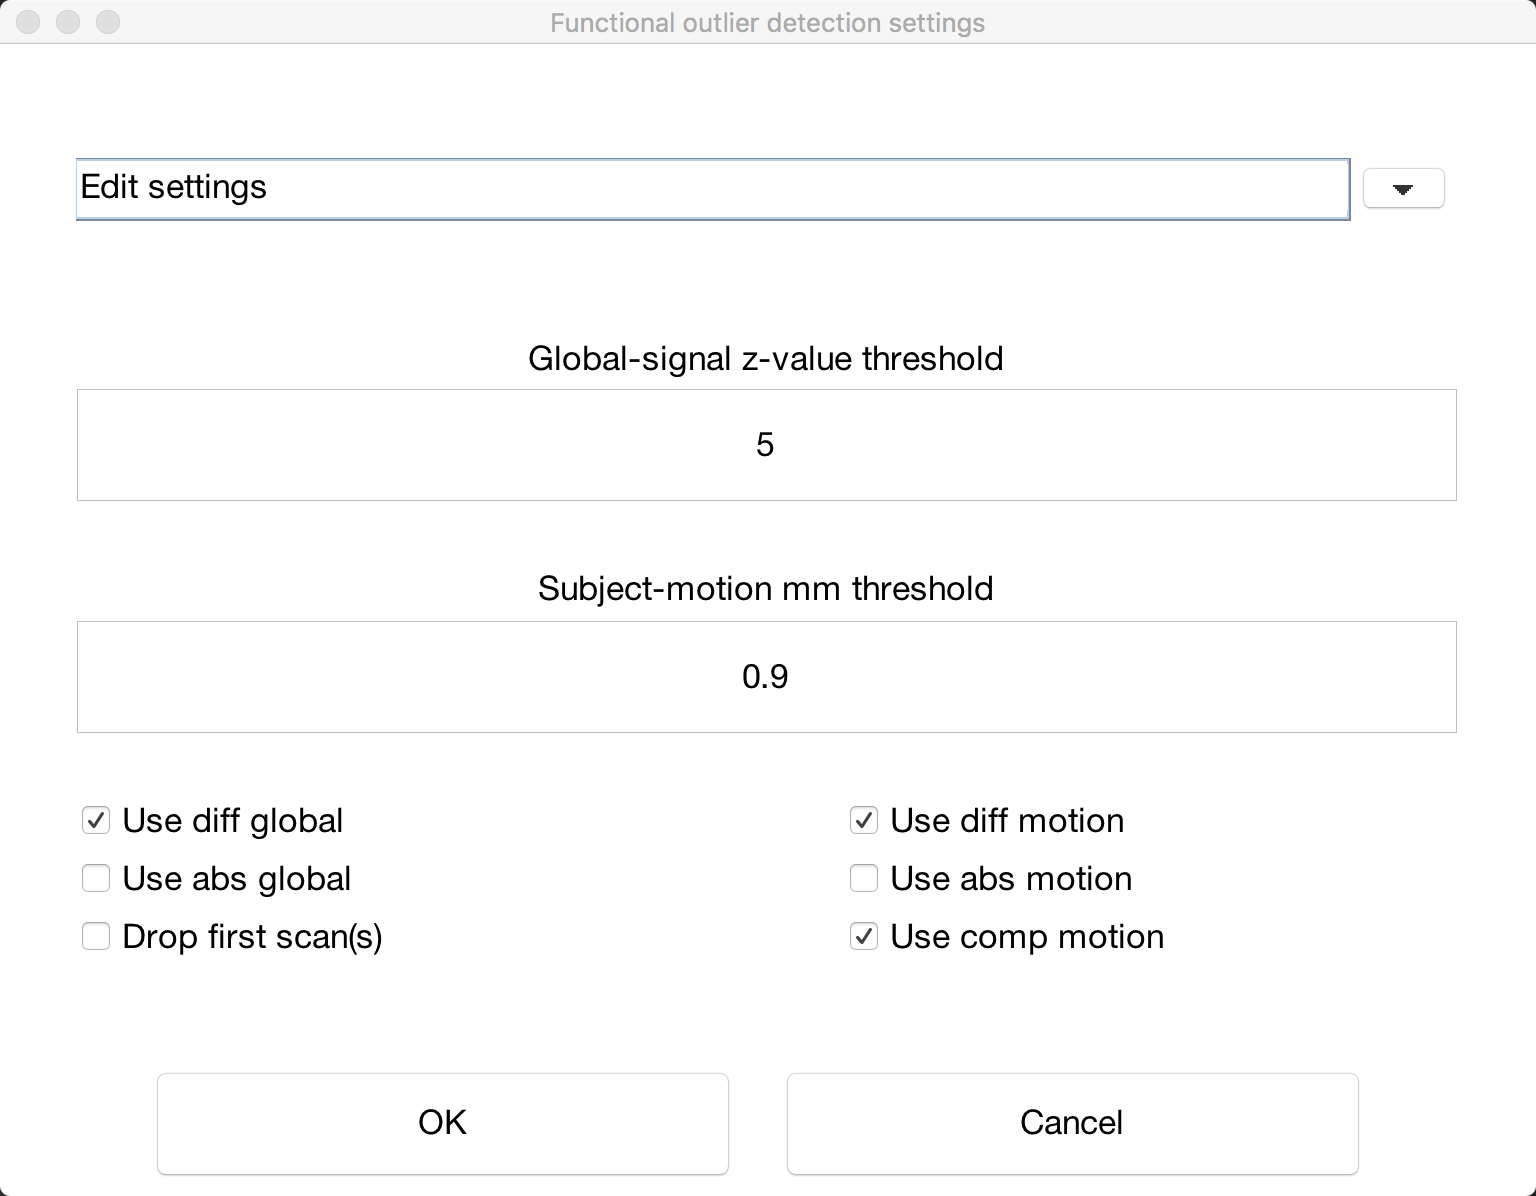 Functional outlier detection settings
Edit settings
Global-signal z-value threshold
5
Subject-motion mm threshold
0.9
Use diff global
Use diff motion
Use abs global
Use abs motion
Drop first scan(s)
Use comp motion
OK
Cancel